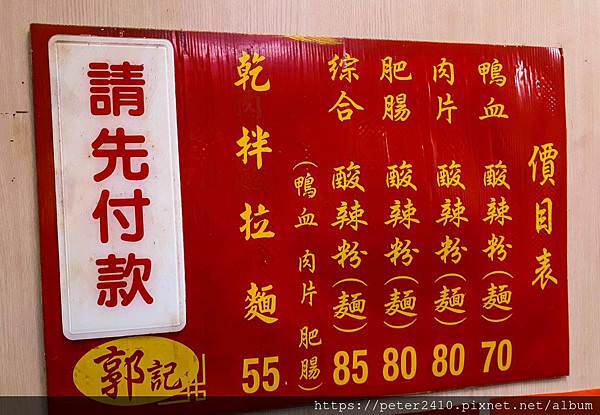 價目表
鴨血 酸辣粉(麵) 70
肉片 酸辣粉(麵) 80
肥腸 酸辣粉(麵) 80
綜合 酸辣粉(麵) 85
(鴨血 肉片 肥腸)
乾拌拉麵 55
請先付款
郭記
https://peter2410.pixnet.net/album